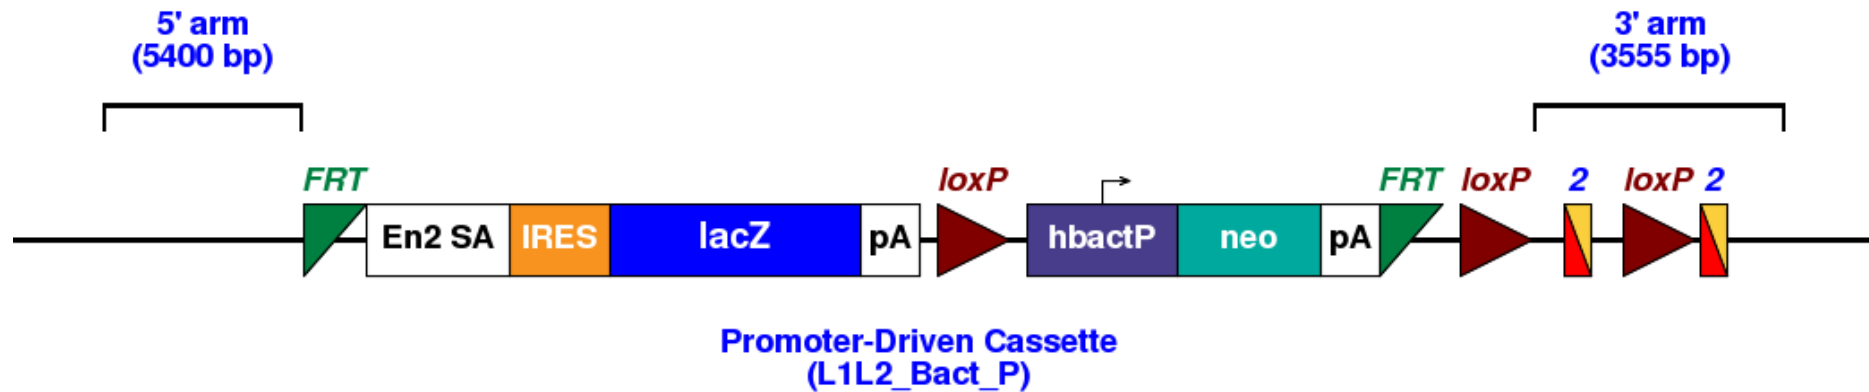 5' arm
(5400 bp)
3' arm
(3555 bp)
FRT loxP FRT loxP 2 loxP 2
En2 SA IRES lacZ pA hbactP neo pA
Promoter-Driven Cassette
(L1L2_Bact_P)